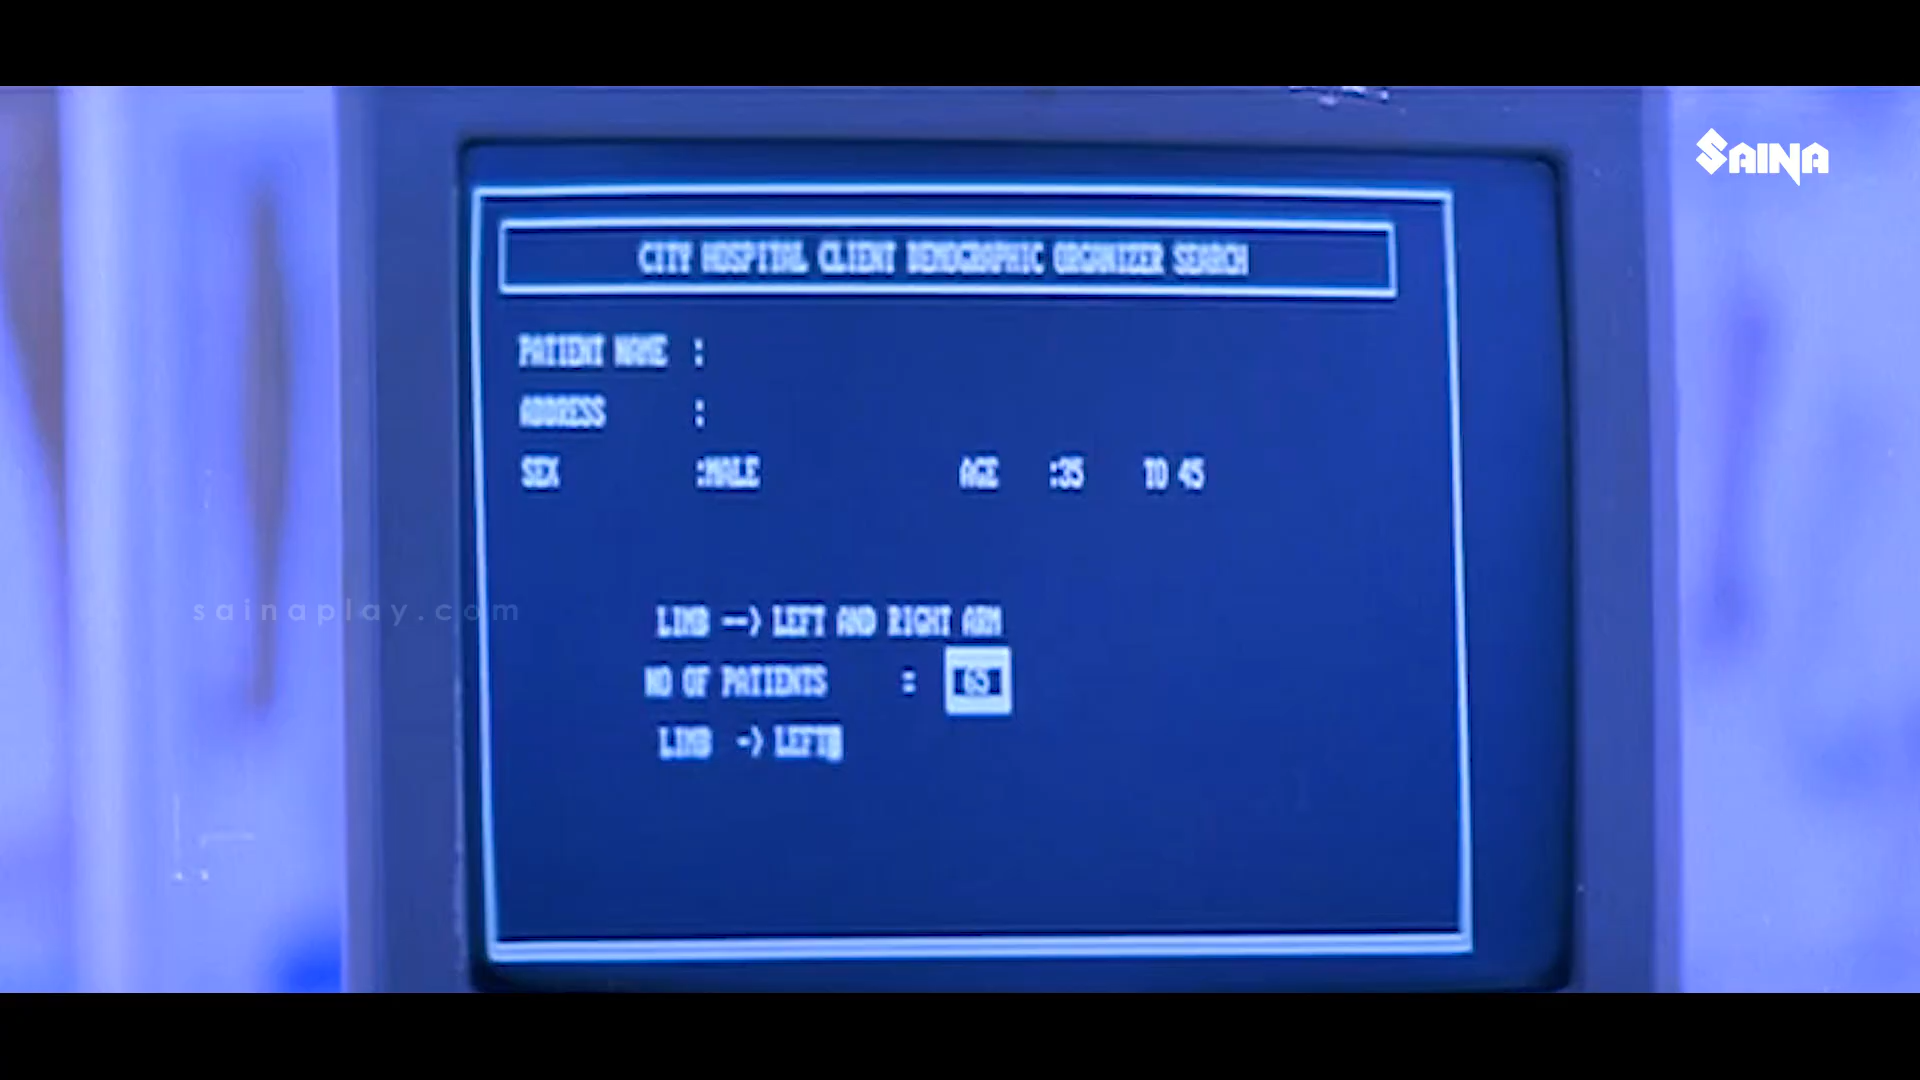 SAINA
CITY HOSPITAL CLIENT DEMOGRAPHIC ORGANIZER SEARCH
PATIENT NAME :
ADDRESS :
SEX :MALE AGE :35 TO 45
sainaplay.com
LIMB --> LEFT AND RIGHT ARM
NO OF PATIENTS : 65
LIMB -> LEFT